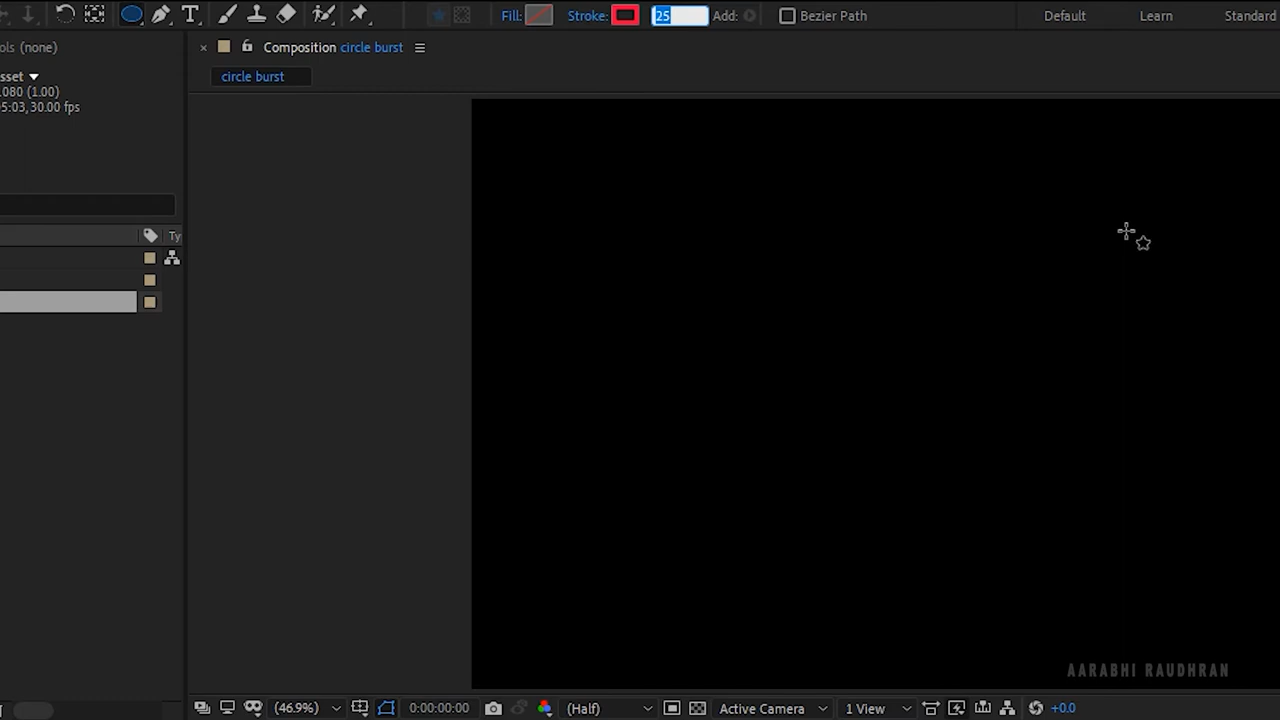 Fill: Stroke: 25 Add: Bezier Path Default Learn Standard
ols (none)
Composition circle burst
sset
circle burst
080 (1.00)
5:03, 30.00 fps
Ty
AARABHI RAUDHRAN
(46.9%) 0:00:00:00 (Half) Active Camera 1 View +0.0